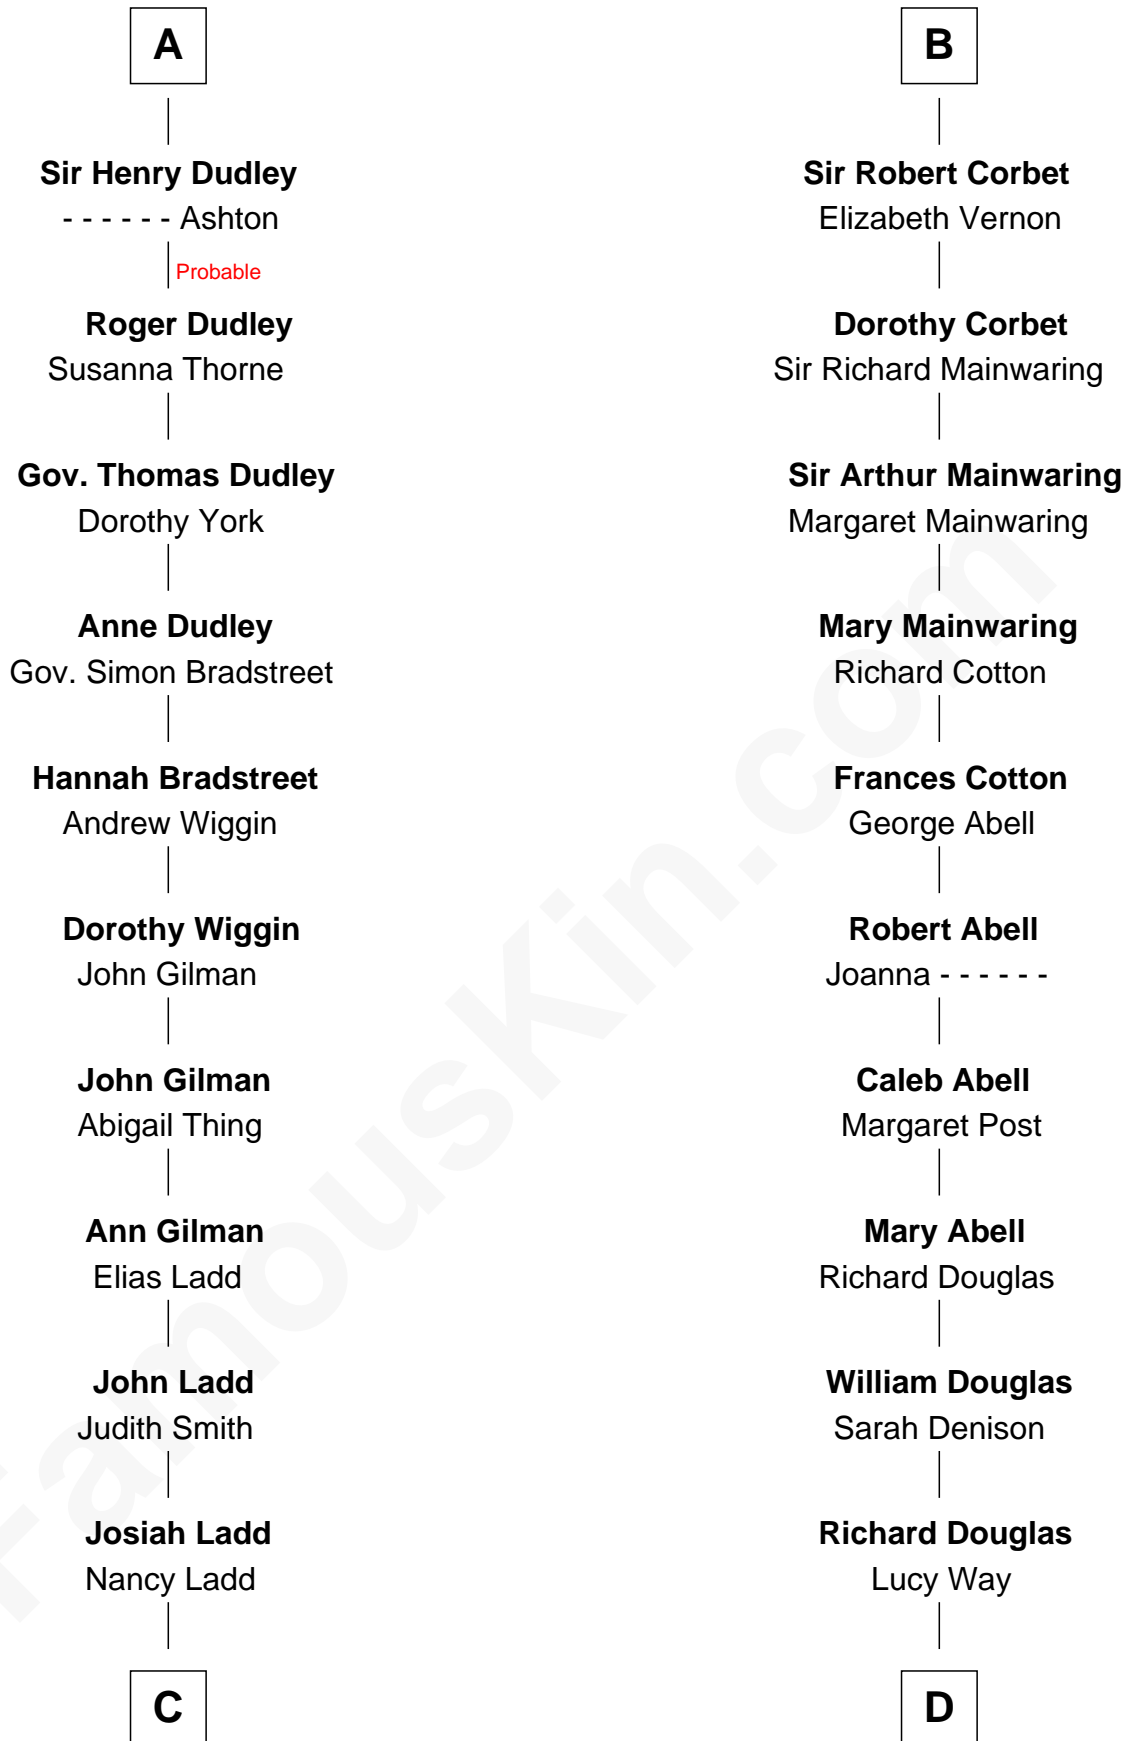 A
Sir Henry Dudley
- - - - - - Ashton
Probable
Roger Dudley
Susanna Thorne
Gov. Thomas Dudley
Dorothy York
Anne Dudley
Gov. Simon Bradstreet
Hannah Bradstreet
Andrew Wiggin
Dorothy Wiggin
John Gilman
John Gilman
Abigail Thing
Ann Gilman
Elias Ladd
John Ladd
Judith Smith
Josiah Ladd
Nancy Ladd
C
B
Sir Robert Corbet
Elizabeth Vernon
Dorothy Corbet
Sir Richard Mainwaring
Sir Arthur Mainwaring
Margaret Mainwaring
Mary Mainwaring
Richard Cotton
Frances Cotton
George Abell
Robert Abell
Joanna - - - - - -
Caleb Abell
Margaret Post
Mary Abell
Richard Douglas
William Douglas
Sarah Denison
Richard Douglas
Lucy Way
D
FamousKin.com